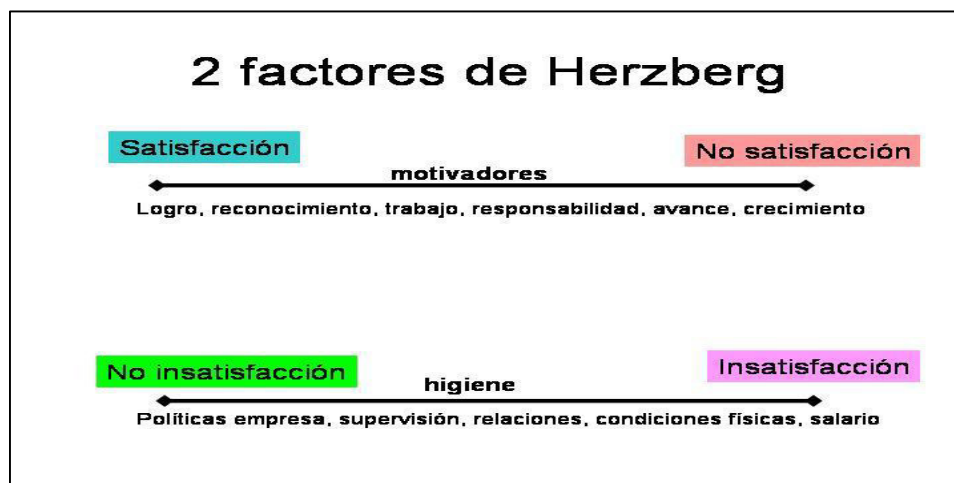 2 factores de Herzberg
Satisfacción
No satisfacción
motivadores
Logro, reconocimiento, trabajo, responsabilidad, avance, crecimiento
No insatisfacción
Insatisfacción
higiene
Políticas empresa, supervisión, relaciones, condiciones físicas, salario